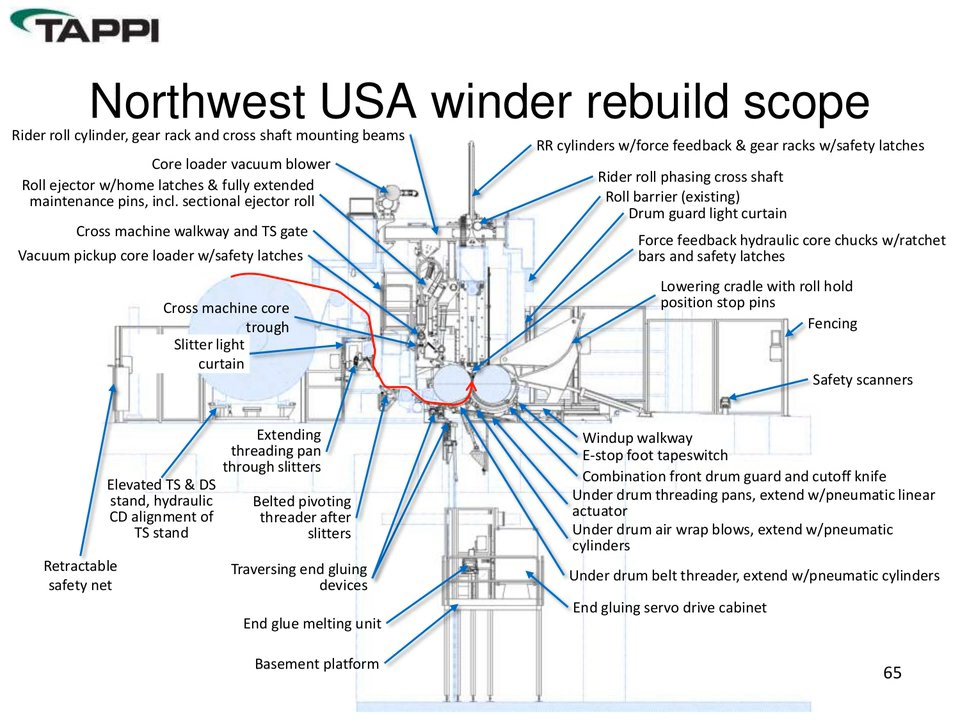 TAPPI
Northwest USA winder rebuild scope
Rider roll cylinder, gear rack and cross shaft mounting beams
Core loader vacuum blower
Roll ejector w/home latches & fully extended
maintenance pins, incl. sectional ejector roll
Cross machine walkway and TS gate
Vacuum pickup core loader w/safety latches
Cross machine core
trough
Slitter light
curtain
RR cylinders w/force feedback & gear racks w/safety latches
Rider roll phasing cross shaft
Roll barrier (existing)
Drum guard light curtain
Force feedback hydraulic core chucks w/ratchet
bars and safety latches
Lowering cradle with roll hold
position stop pins
Fencing
Safety scanners
Extending
threading pan
through slitters
Elevated TS & DS
stand, hydraulic
CD alignment of
TS stand
Belted pivoting
threader after
slitters
Retractable
safety net
Traversing end gluing
devices
End glue melting unit
Basement platform
Windup walkway
E-stop foot tapeswitch
Combination front drum guard and cutoff knife
Under drum threading pans, extend w/pneumatic linear
actuator
Under drum air wrap blows, extend w/pneumatic
cylinders
Under drum belt threader, extend w/pneumatic cylinders
End gluing servo drive cabinet
65